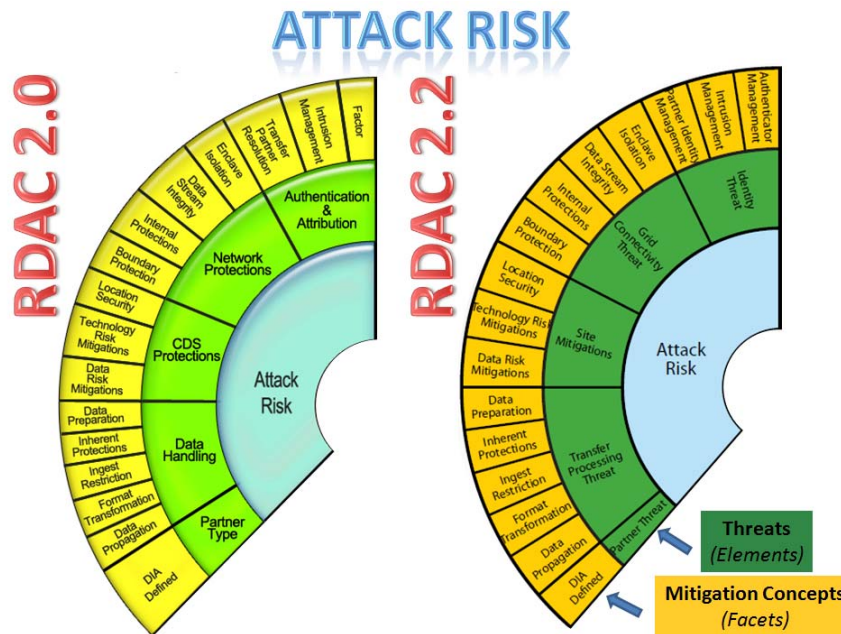 ATTACK RISK
RDAC 2.0
Factor
Intrusion
Management
Transfer
Partner
Resolution
Enclave
Isolation
Data
Stream
Integrity
Internal
Protections
Boundary
Protection
Location
Security
Technology
Risk
Mitigations
Data
Risk
Mitigations
Data
Preparation
Inherent
Protections
Ingest
Restriction
Format
Transformation
Data
Propagation
DIA
Defined
Authentication
&
Attribution
Network
Protections
CDS
Protections
Data
Handling
Partner
Type
Attack
Risk
RDAC 2.2
Authenticator
Management
Intrusion
Management
Partner Identity
Management
Enclave
Isolation
Data Stream
Integrity
Internal
Protections
Boundary
Protection
Location
Security
Technology Risk
Mitigations
Data Risk
Mitigations
Data
Preparation
Inherent
Protections
Ingest
Restriction
Format
Transformation
Data
Propagation
DIA
Defined
Identity
Threat
Grid
Connectivity
Threat
Site
Mitigations
Transfer
Processing
Threat
Partner Threat
Attack
Risk
Threats
(Elements)
Mitigation Concepts
(Facets)